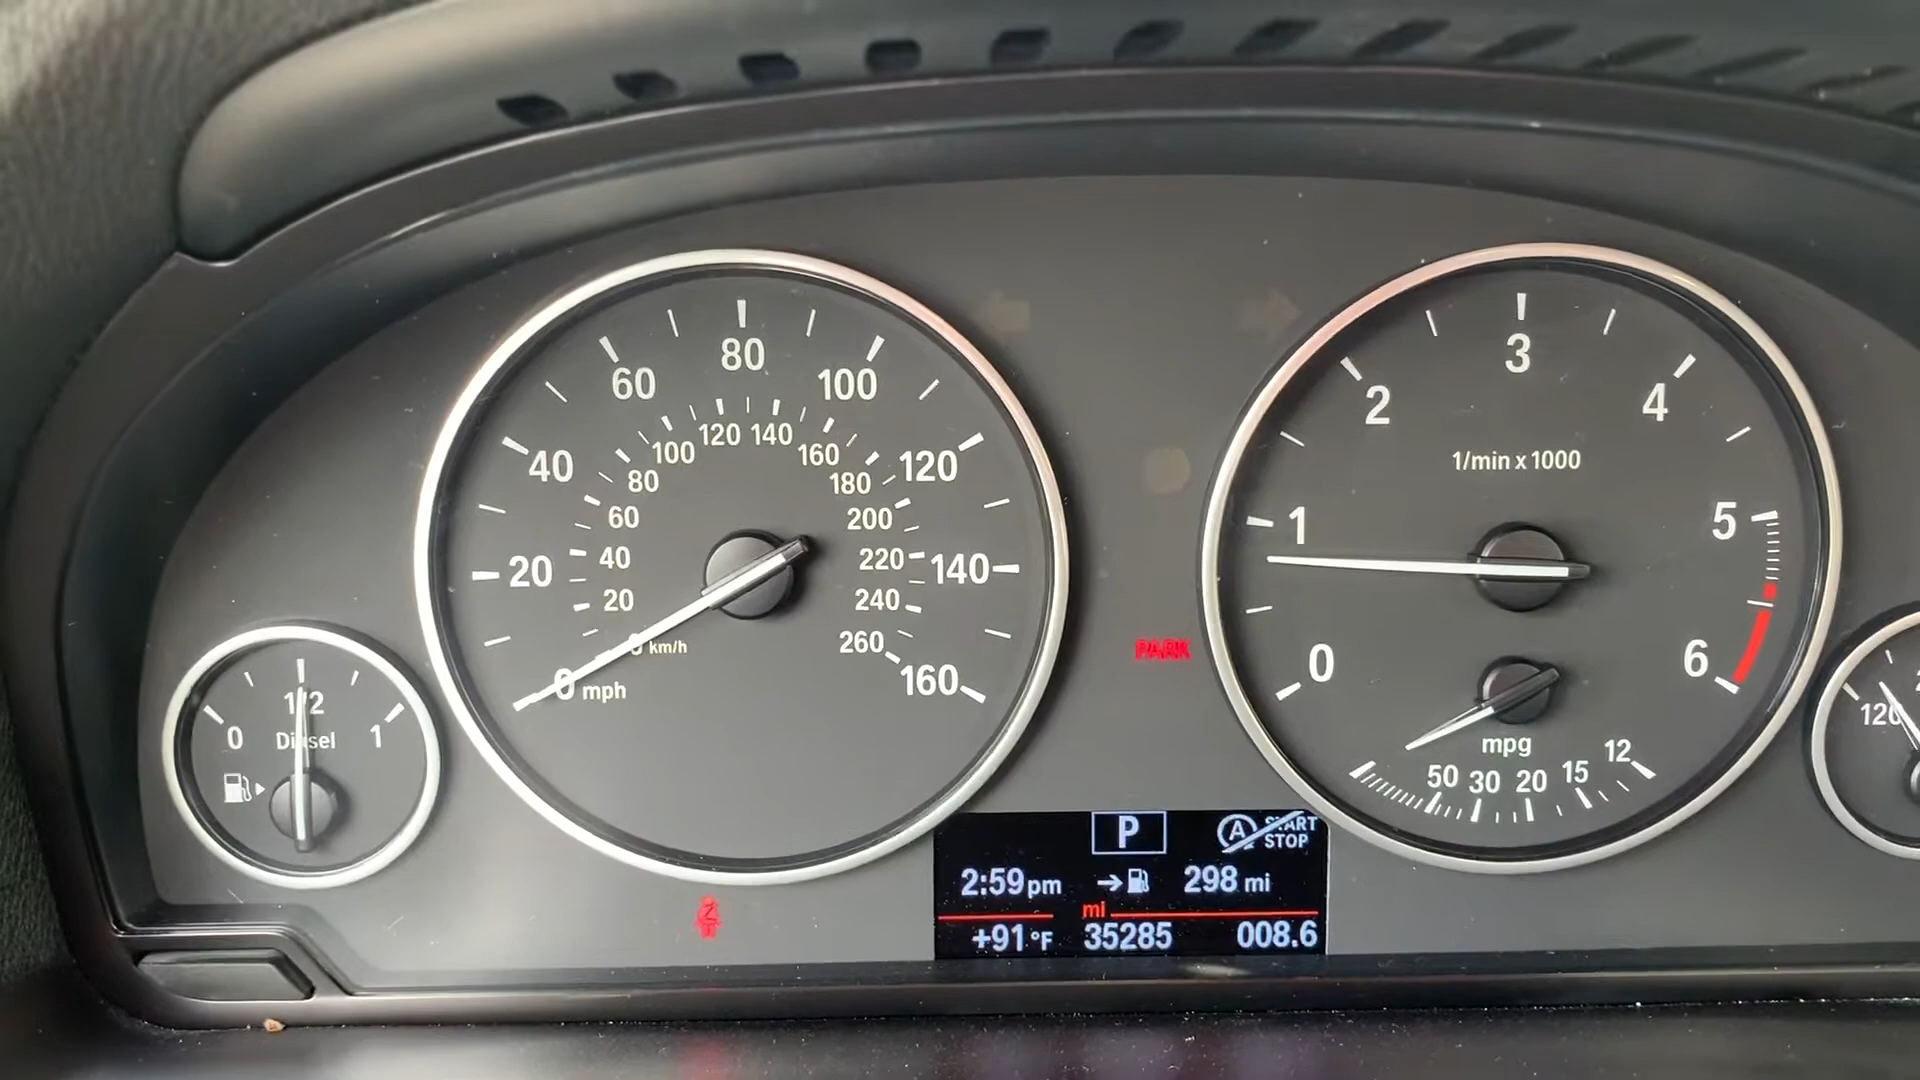 0
1/2
1
Diesel
0
20
40
60
80
100
120
140
160
mph
0
20
40
60
80
100
120
140
160
180
200
220
240
260
km/h
PARK
0
1
2
3
4
5
6
1/min x 1000
mpg
50 30 20 15 12
120
P
A START
STOP
2:59 pm 298 mi
mi
+91 °F 35285 008.6